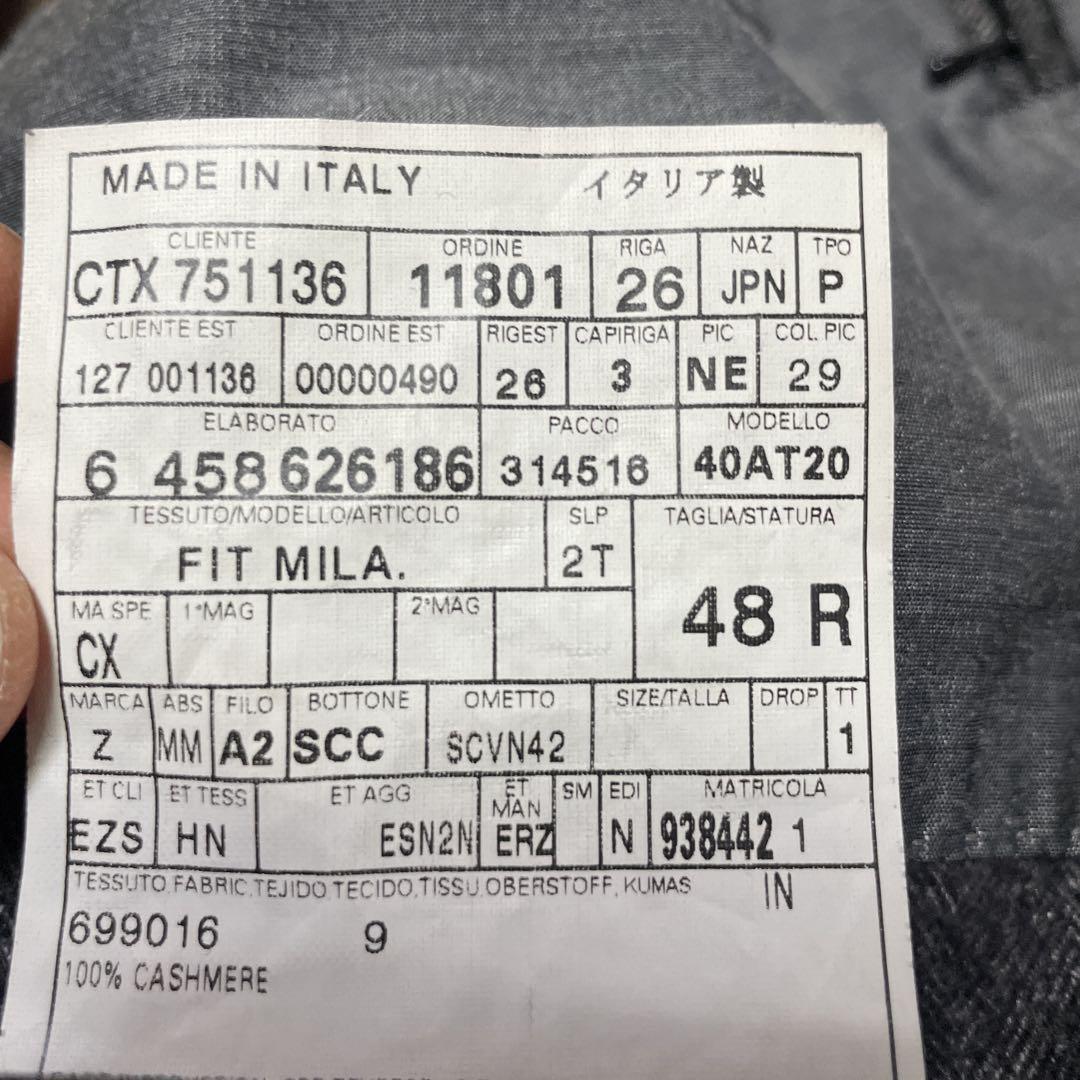 MADE IN ITALY イタリア製
CLIENTE ORDINE RIGA NAZ TPO
CTX 751136 11801 26 JPN P
CLIENTE EST ORDINE EST RIGEST CAPIRIGA PIC COL. PIC
127 001136 00000490 26 3 NE 29
ELABORATO PACCO MODELLO
6 458 626186 314516 40AT20
TESSUTO/MODELLO/ARTICOLO SLP TAGLIA/STATURA
FIT MILA. 2T 48 R
MA SPE 1°MAG 2°MAG
CX
MARCA ABS FILO BOTTONE OMETTO SIZE/TALLA DROP TT
Z MM A2 SCC SCVN42 1
ET CLI ET TESS ET AGG ET MAN SM EDI MATRICOLA
EZS HN ESN2N ERZ N 938442 1
TESSUTO.FABRIC.TEJIDO.TECIDO.TISSU.OBERSTOFF, KUMAS IN
699016 9
100% CASHMERE